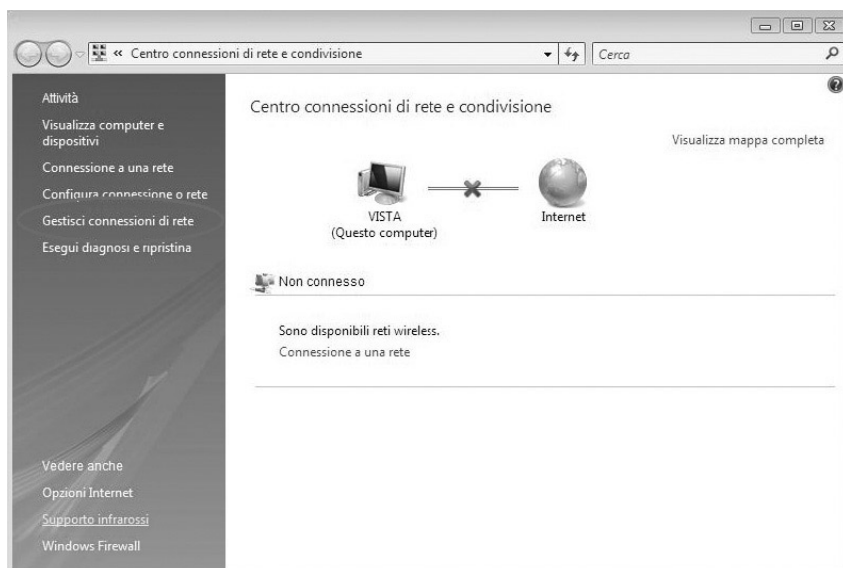 « Centro connessioni di rete e condivisione
Cerca
Attività
Visualizza computer e
dispositivi
Connessione a una rete
Configura connessione o rete
Gestisci connessioni di rete
Esegui diagnosi e ripristina
Vedere anche
Opzioni Internet
Supporto infrarossi
Windows Firewall
Centro connessioni di rete e condivisione
Visualizza mappa completa
VISTA
(Questo computer)
Internet
Non connesso
Sono disponibili reti wireless.
Connessione a una rete